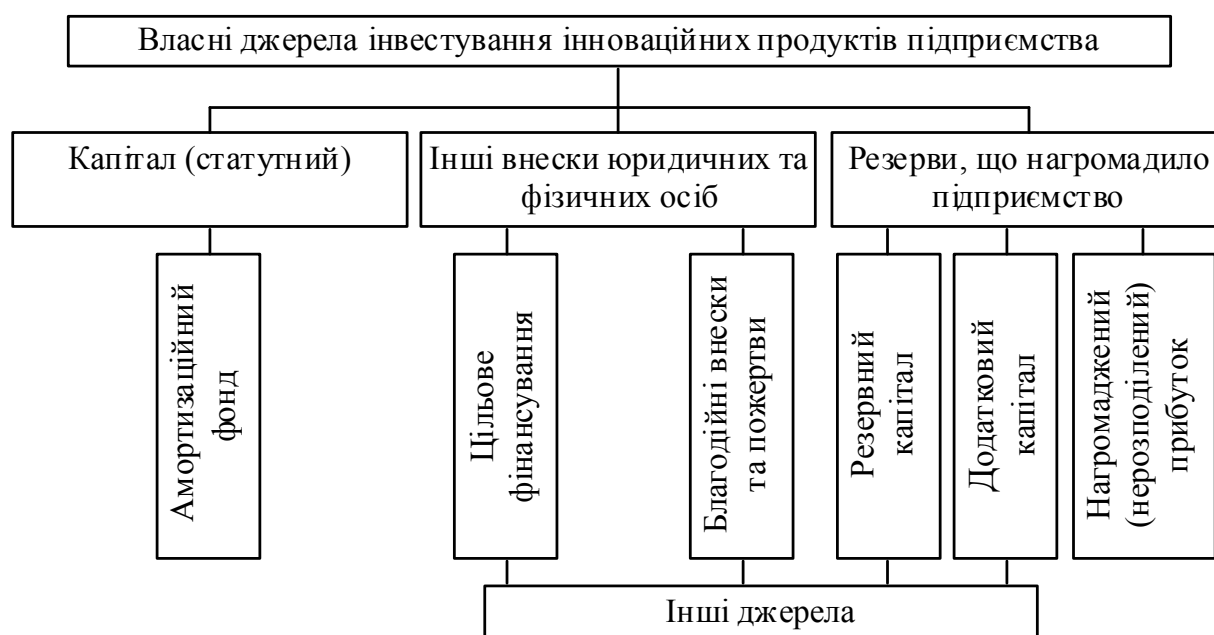 Власні джерела інвестування інноваційних продуктів підприємства
Капітал (статутний)
Інші внески юридичних та
фізичних осіб
Резерви, що нагромадило
підприємство
Амортизаційний
фонд
Цільове
фінансування
Благодійні внески
та пожертви
Резервний
капітал
Додатковий
капітал
Нагромаджений
(нерозподілений)
прибуток
Інші джерела